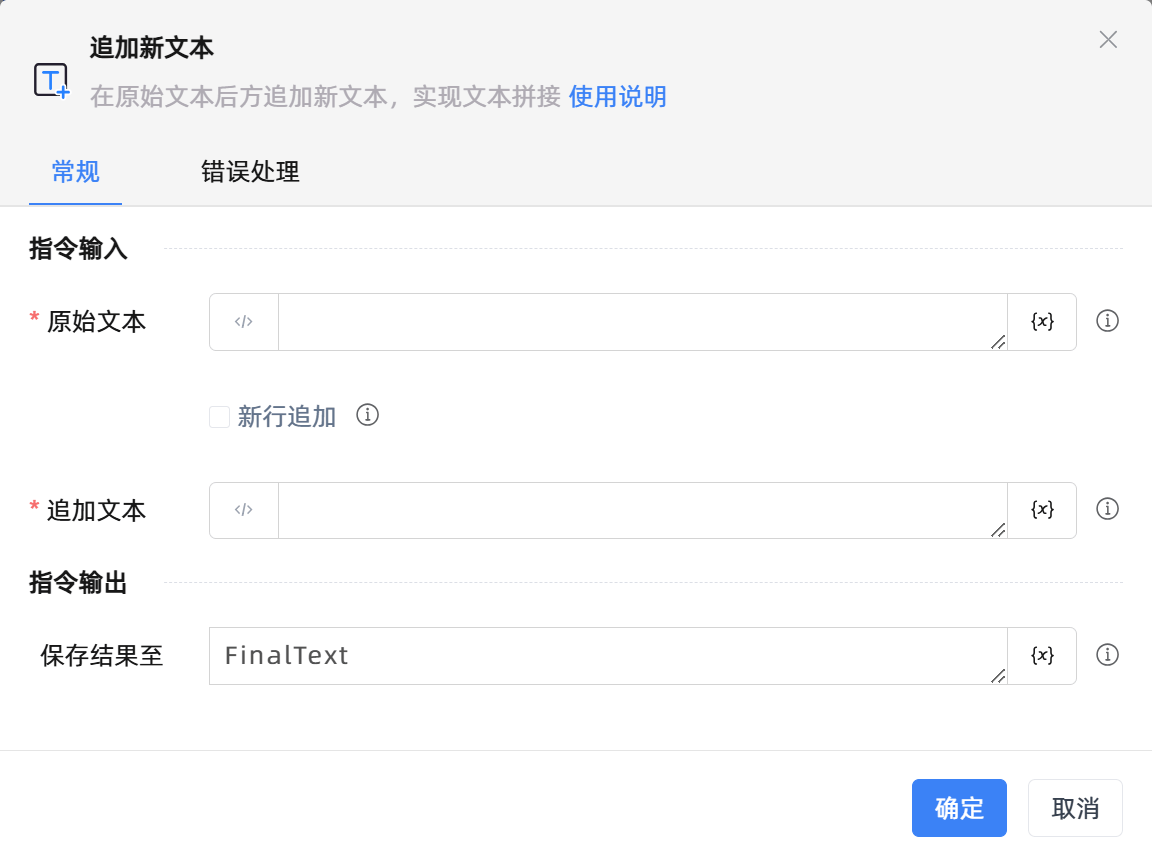 追加新文本
在原始文本后方追加新文本，实现文本拼接 使用说明
常规 错误处理
指令输入
* 原始文本 </> {x}
新行追加
* 追加文本 </> {x}
指令输出
保存结果至 FinalText {x}
确定 取消